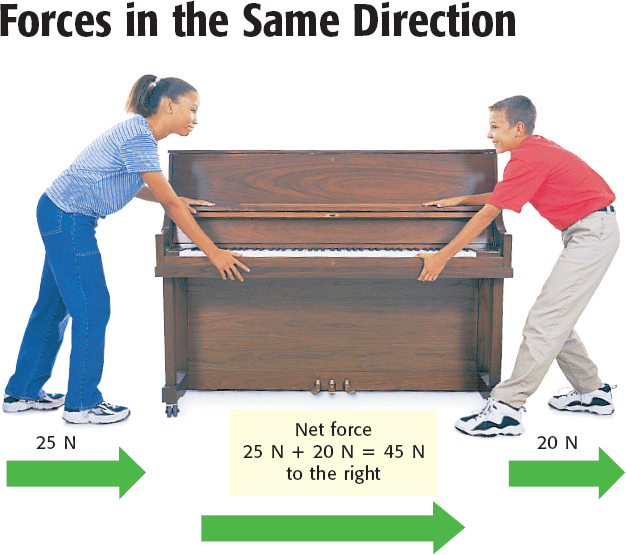 Forces in the Same Direction
25 N
Net force
25 N + 20 N = 45 N
to the right
20 N